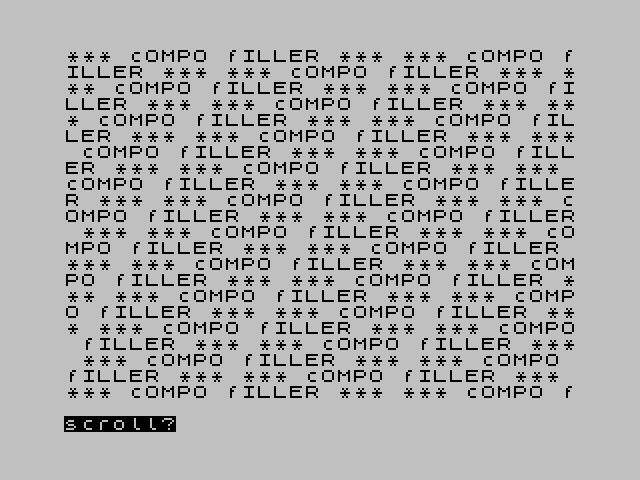 *** cOMPO fILLER *** *** cOMPO f
ILLER *** *** cOMPO fILLER *** *
** cOMPO fILLER *** *** cOMPO fI
LLER *** *** cOMPO fILLER *** **
* cOMPO fILLER *** *** cOMPO fIL
LER *** *** cOMPO fILLER *** ***
 cOMPO fILLER *** *** cOMPO fILL
ER *** *** cOMPO fILLER *** ***
cOMPO fILLER *** *** cOMPO fILLE
R *** *** cOMPO fILLER *** *** c
OMPO fILLER *** *** cOMPO fILLER
 *** *** cOMPO fILLER *** *** cO
MPO fILLER *** *** cOMPO fILLER
*** *** cOMPO fILLER *** *** cOM
PO fILLER *** *** cOMPO fILLER *
** *** cOMPO fILLER *** *** cOMP
O fILLER *** *** cOMPO fILLER **
* *** cOMPO fILLER *** *** cOMPO
 fILLER *** *** cOMPO fILLER ***
 *** cOMPO fILLER *** *** cOMPO
fILLER *** *** cOMPO fILLER ***
*** cOMPO fILLER *** *** cOMPO f
scroll?